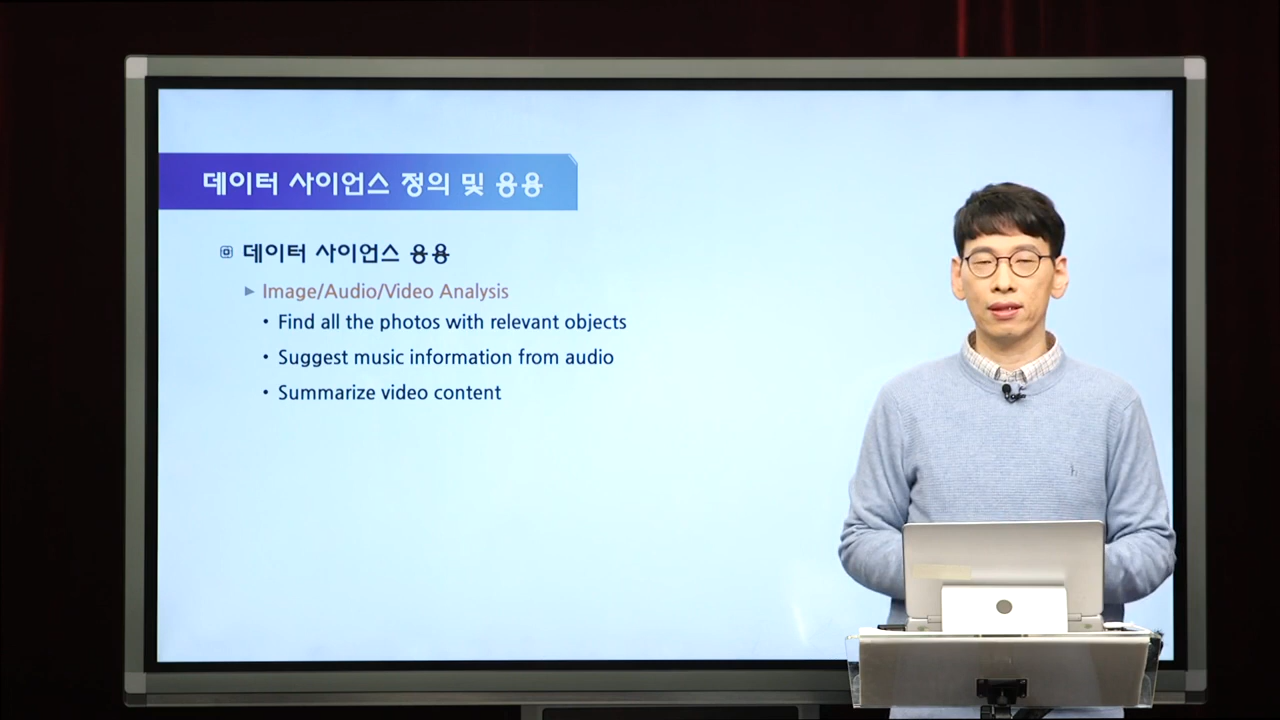 데이터 사이언스 정의 및 응용
데이터 사이언스 응용
Image/Audio/Video Analysis
• Find all the photos with relevant objects
• Suggest music information from audio
• Summarize video content